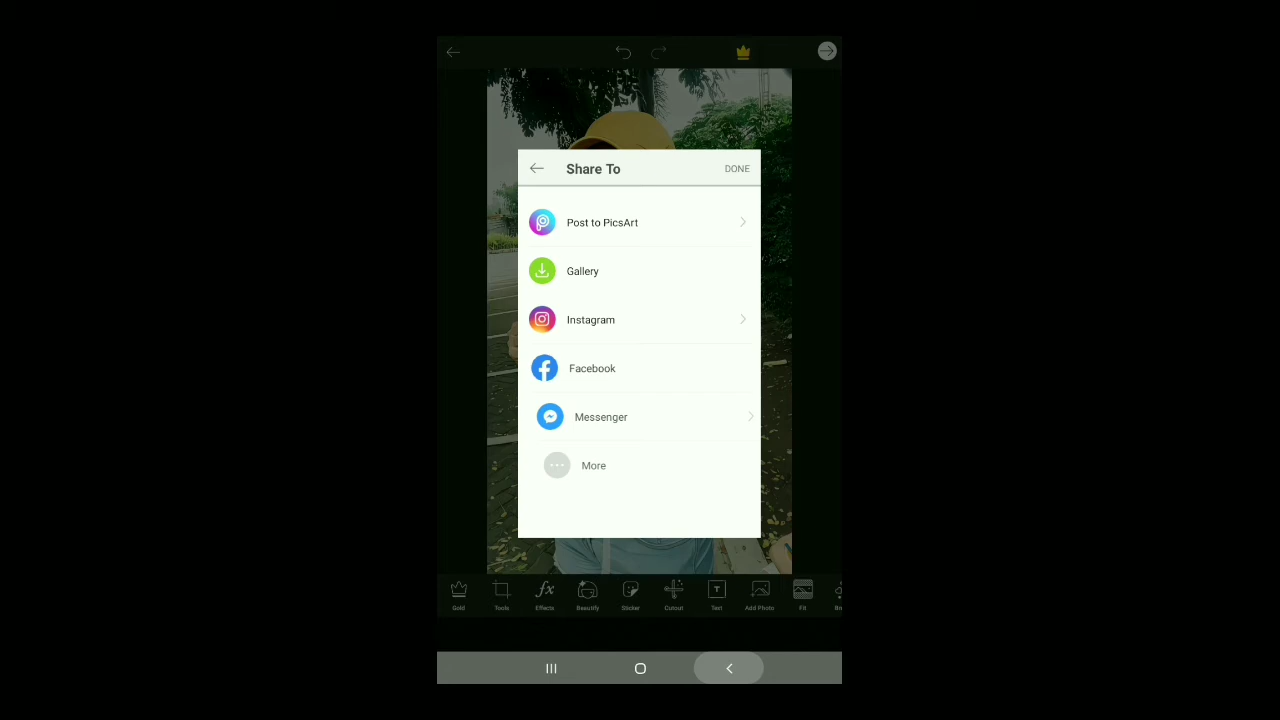 Share To
DONE
Post to PicsArt
Gallery
Instagram
Facebook
Messenger
More
Gold
Tools
Effects
Beautify
Sticker
Cutout
Text
Add Photo
Fit